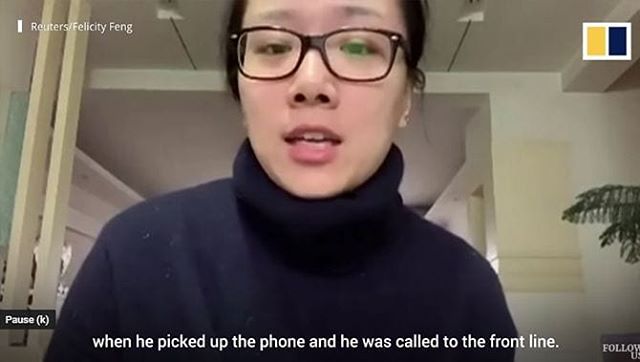 Reuters/Felicity Feng
Pause (k)
when he picked up the phone and he was called to the front line.
FOLLOW
US